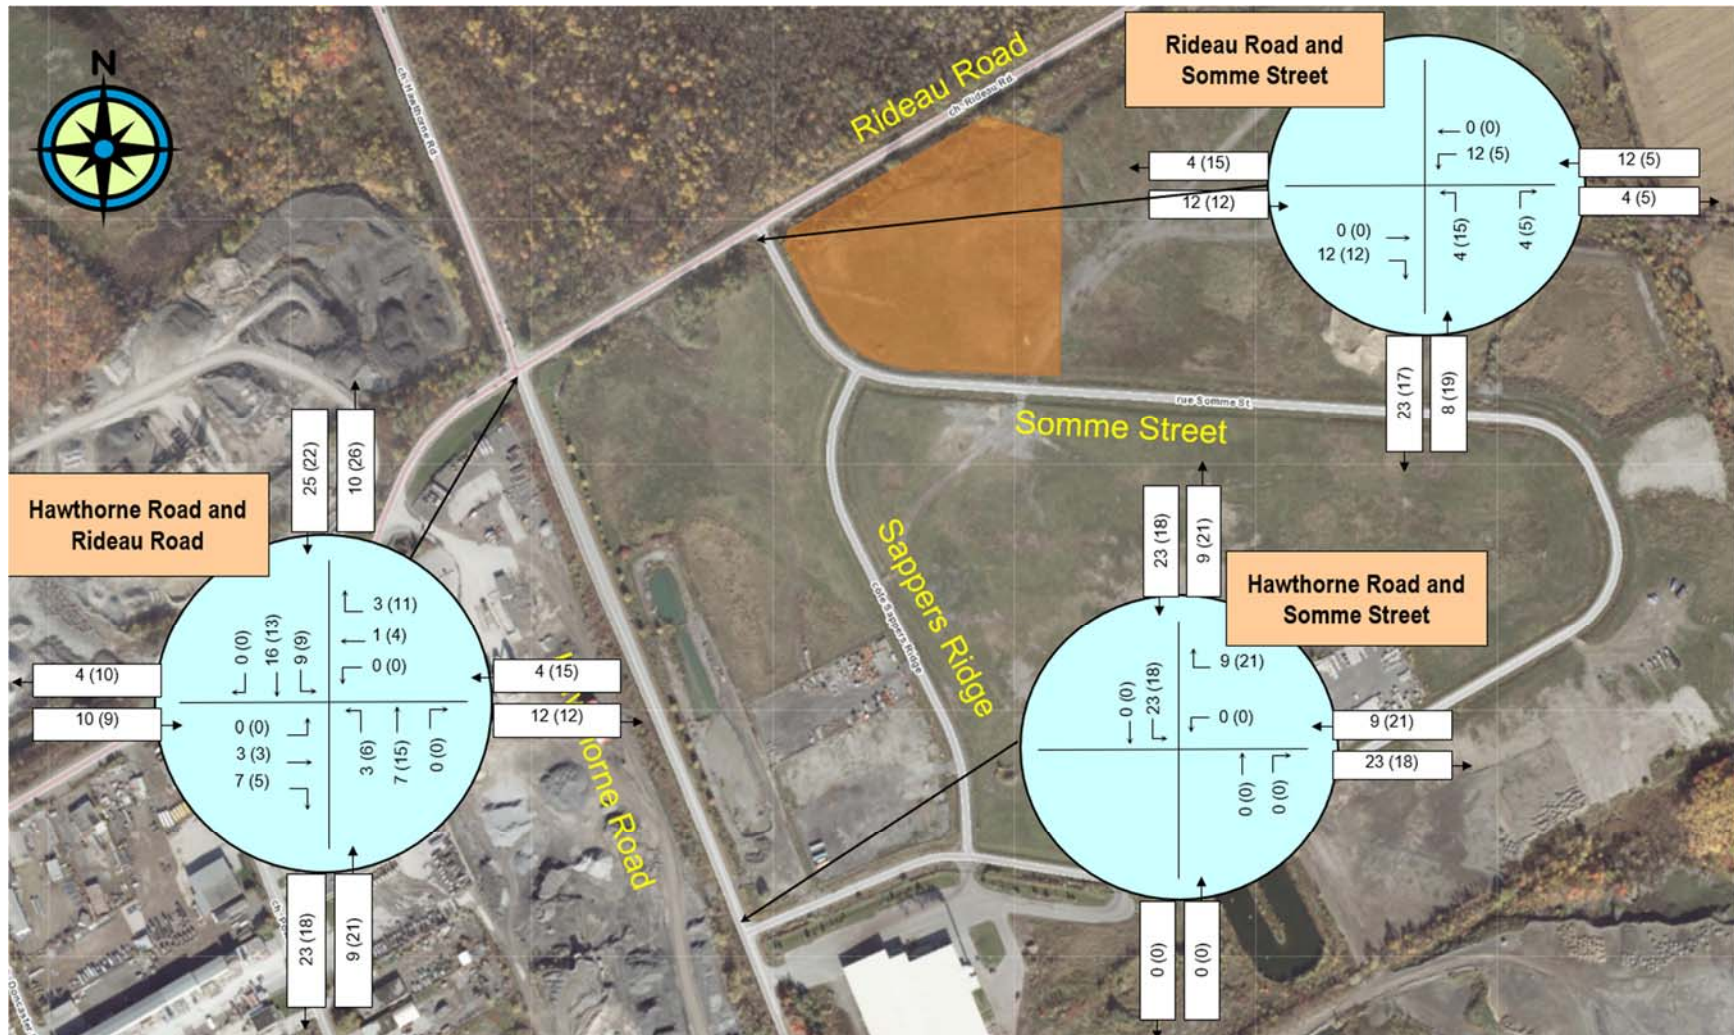 N
ch. Hawthorne Rd
Rideau Road
ch. Rideau Rd
Rideau Road and
Somme Street
0 (0)
12 (5)
4 (15)
12 (12)
12 (5)
4 (5)
0 (0)
12 (12)
4 (15)
4 (5)
23 (17)
8 (19)
rue Somme St
Somme Street
Hawthorne Road and
Rideau Road
25 (22)
10 (26)
0 (0)
16 (13)
9 (9)
3 (11)
1 (4)
0 (0)
4 (10)
10 (9)
4 (15)
12 (12)
0 (0)
3 (3)
7 (5)
3 (6)
7 (15)
0 (0)
23 (18)
9 (21)
côte Sappers Ridge
Sappers Ridge
Road
Hawthorne Road and
Somme Street
23 (18)
9 (21)
0 (0)
23 (18)
9 (21)
0 (0)
9 (21)
23 (18)
0 (0)
0 (0)
0 (0)
0 (0)
Doncaster